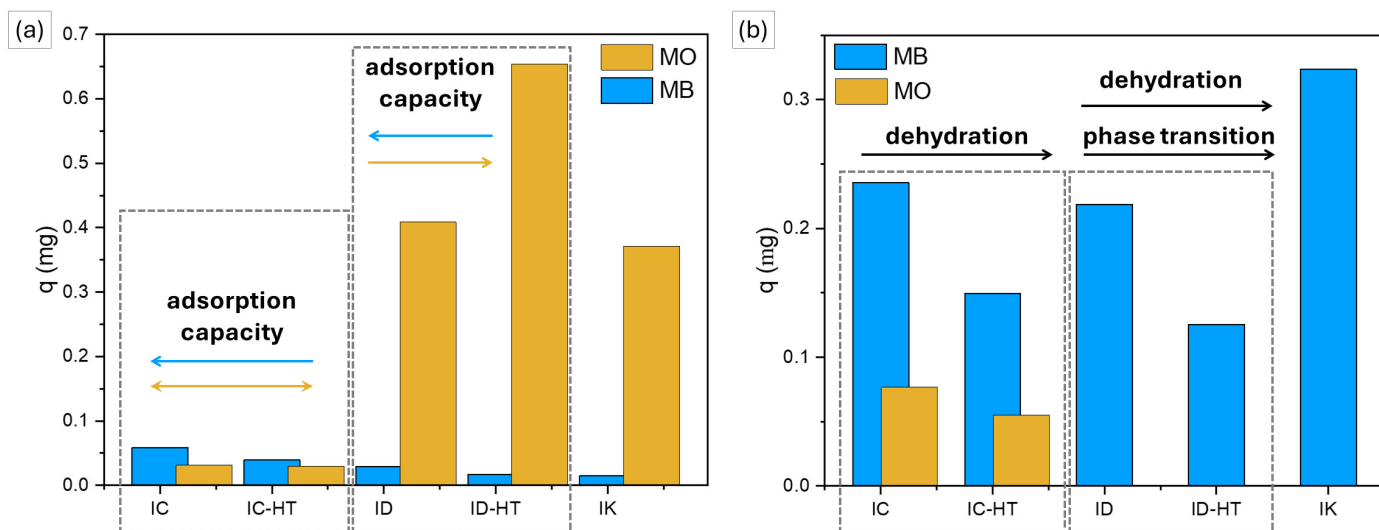 (a)
0.7
0.6
0.5
0.4
0.3
0.2
0.1
0.0
q (mg)
adsorption
capacity
adsorption
capacity
MO
MB
IC
IC-HT
ID
ID-HT
IK
(b)
0.3
0.2
0.1
0.0
q (mg)
MB
MO
dehydration
dehydration
phase transition
IC
IC-HT
ID
ID-HT
IK